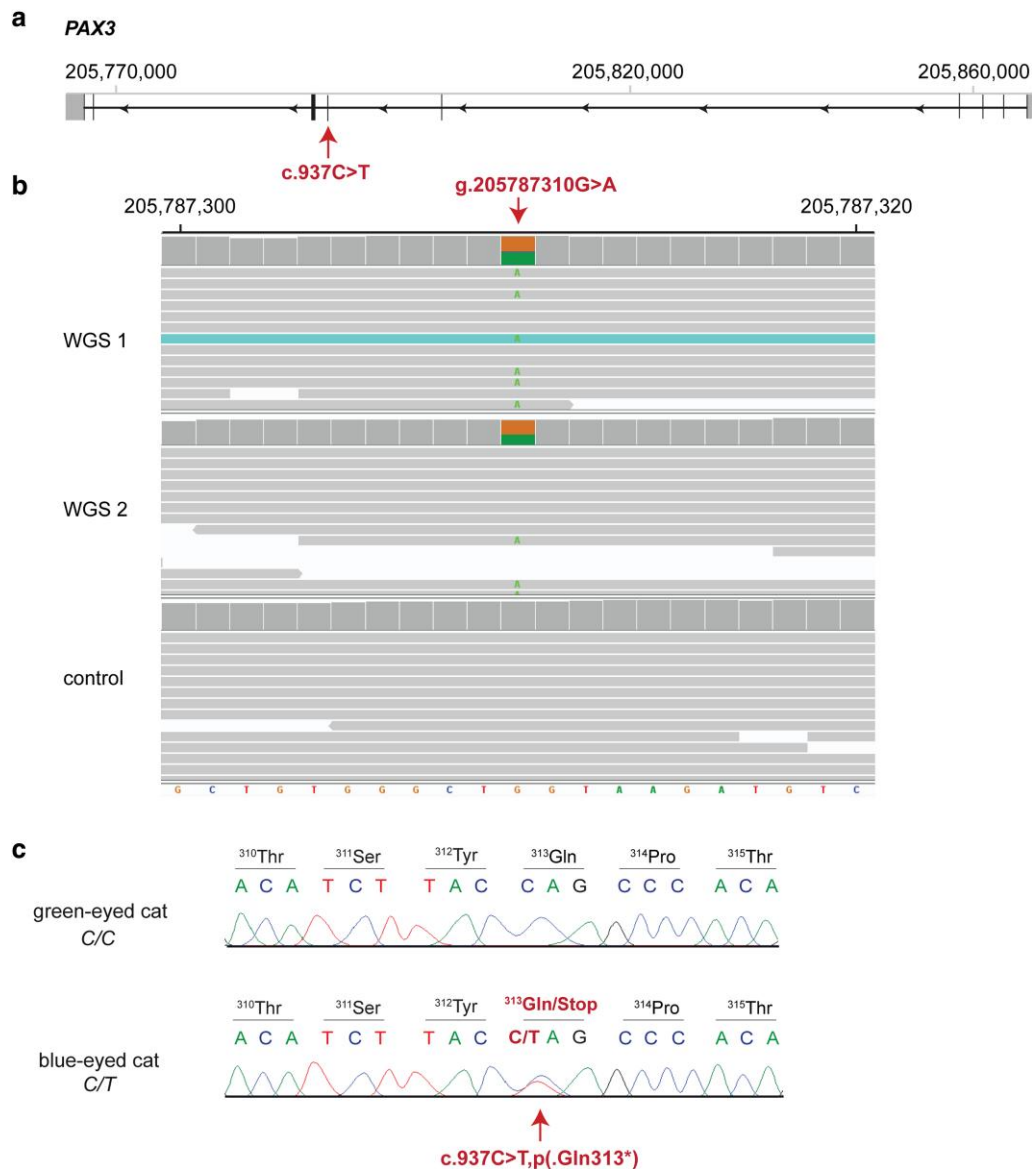 a
PAX3
205,770,000 205,820,000 205,860,000
c.937C>T
b
g.205787310G>A
205,787,300 205,787,320
A
A
WGS 1
A
A
A
A
WGS 2
A
A
A
control
G C T G T G G G C T G G T A A G A T G T C
c
310Thr 311Ser 312Tyr 313Gln 314Pro 315Thr
A C A T C T T A C C A G C C C A C A
green-eyed cat
C/C
310Thr 311Ser 312Tyr 313Gln/Stop 314Pro 315Thr
A C A T C T T A C C/T A G C C C A C A
blue-eyed cat
C/T
c.937C>T,p(.Gln313*)